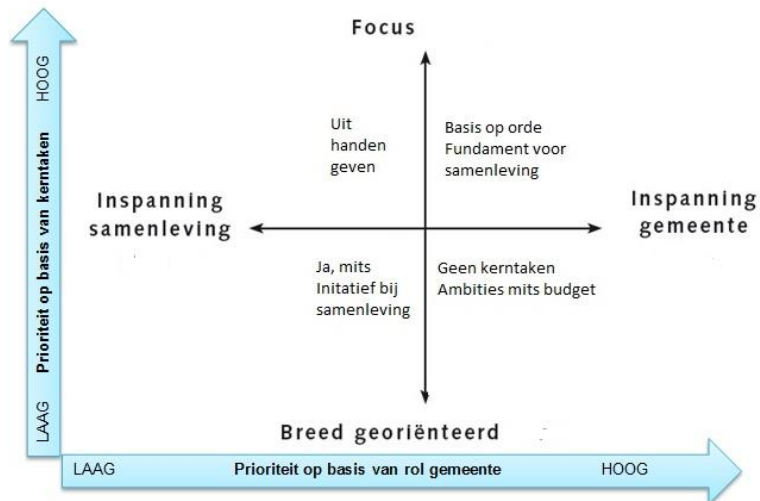 Focus
HOOG
Prioriteit op basis van kerntaken
LAAG
Uit
handen
geven
Basis op orde
Fundament voor
samenleving
Inspanning
samenleving
Inspanning
gemeente
Ja, mits
Initatief bij
samenleving
Geen kerntaken
Ambities mits budget
Breed georiënteerd
LAAG
Prioriteit op basis van rol gemeente
HOOG